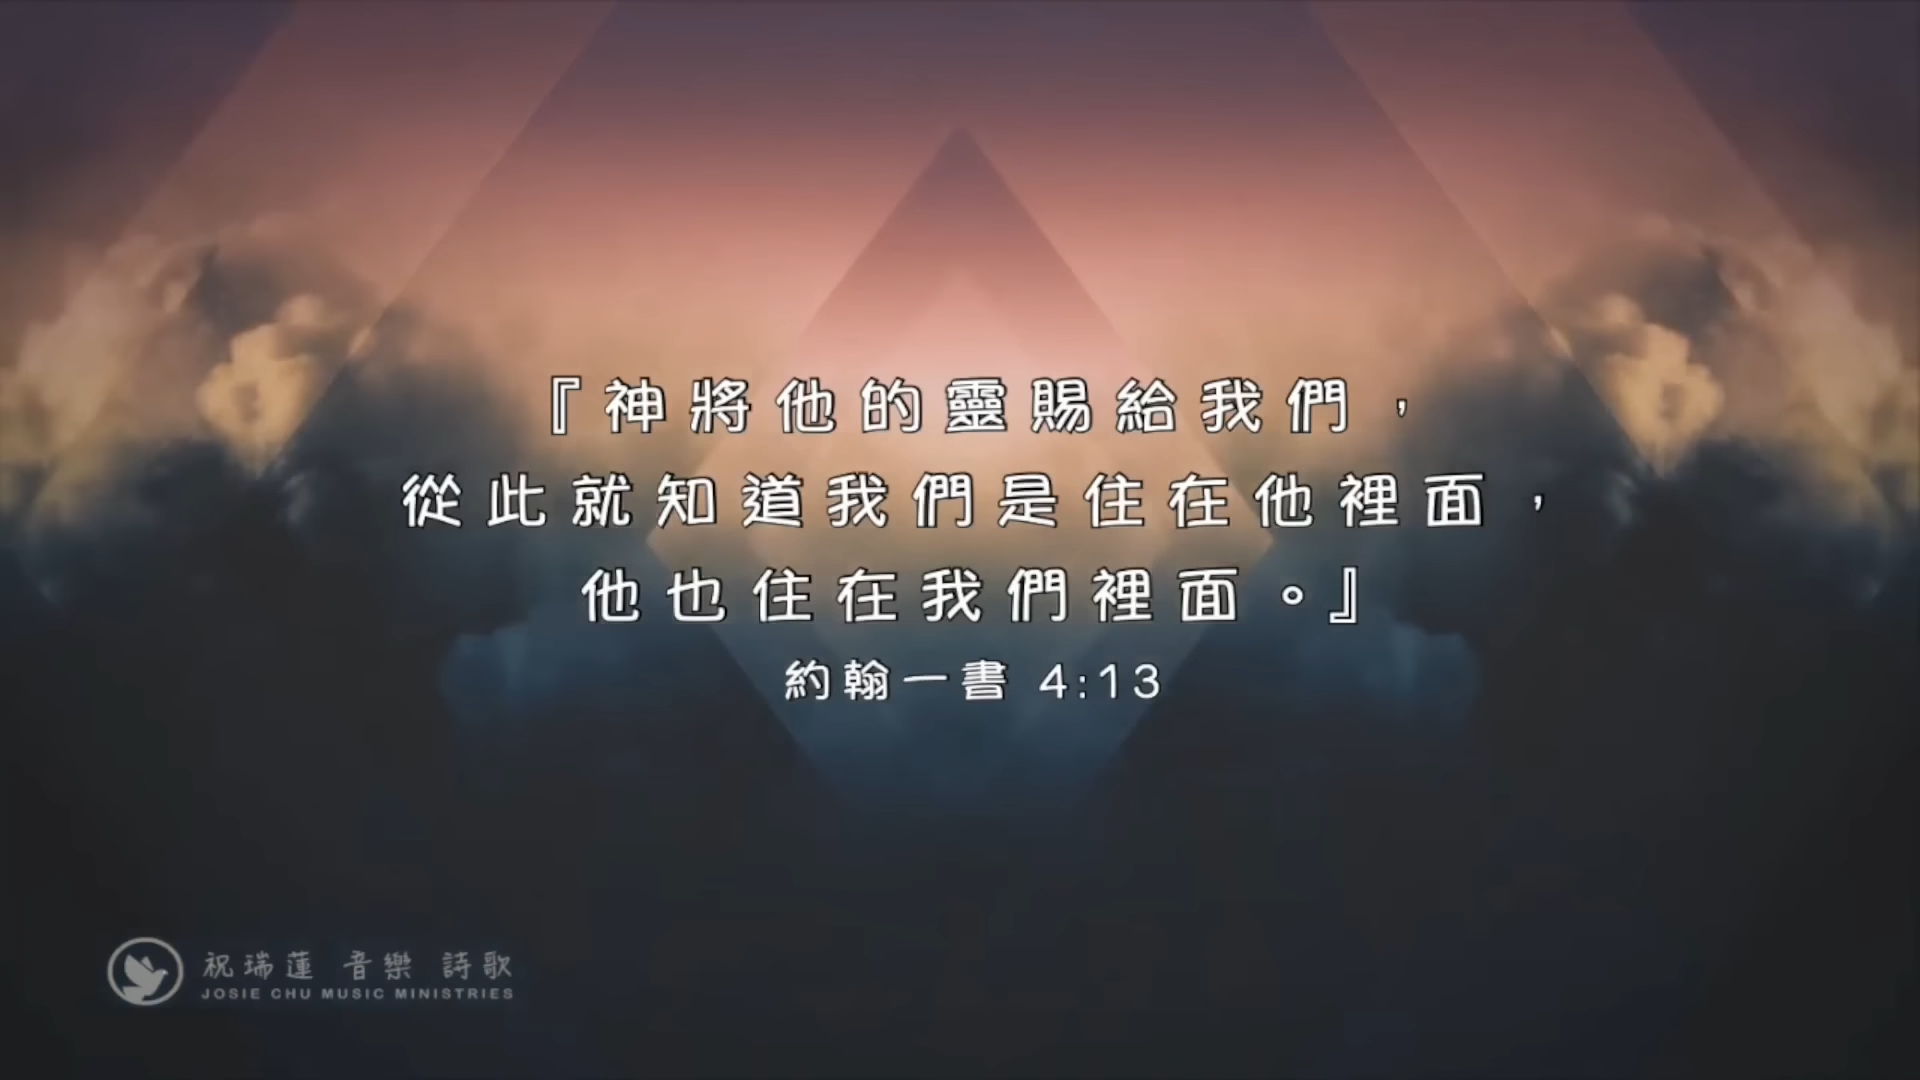 『神將他的靈賜給我們，
從此就知道我們是住在他裡面，
他也住在我們裡面。』
約翰一書 4:13
祝瑞蓮 音樂 詩歌
JOSIE CHU MUSIC MINISTRIES